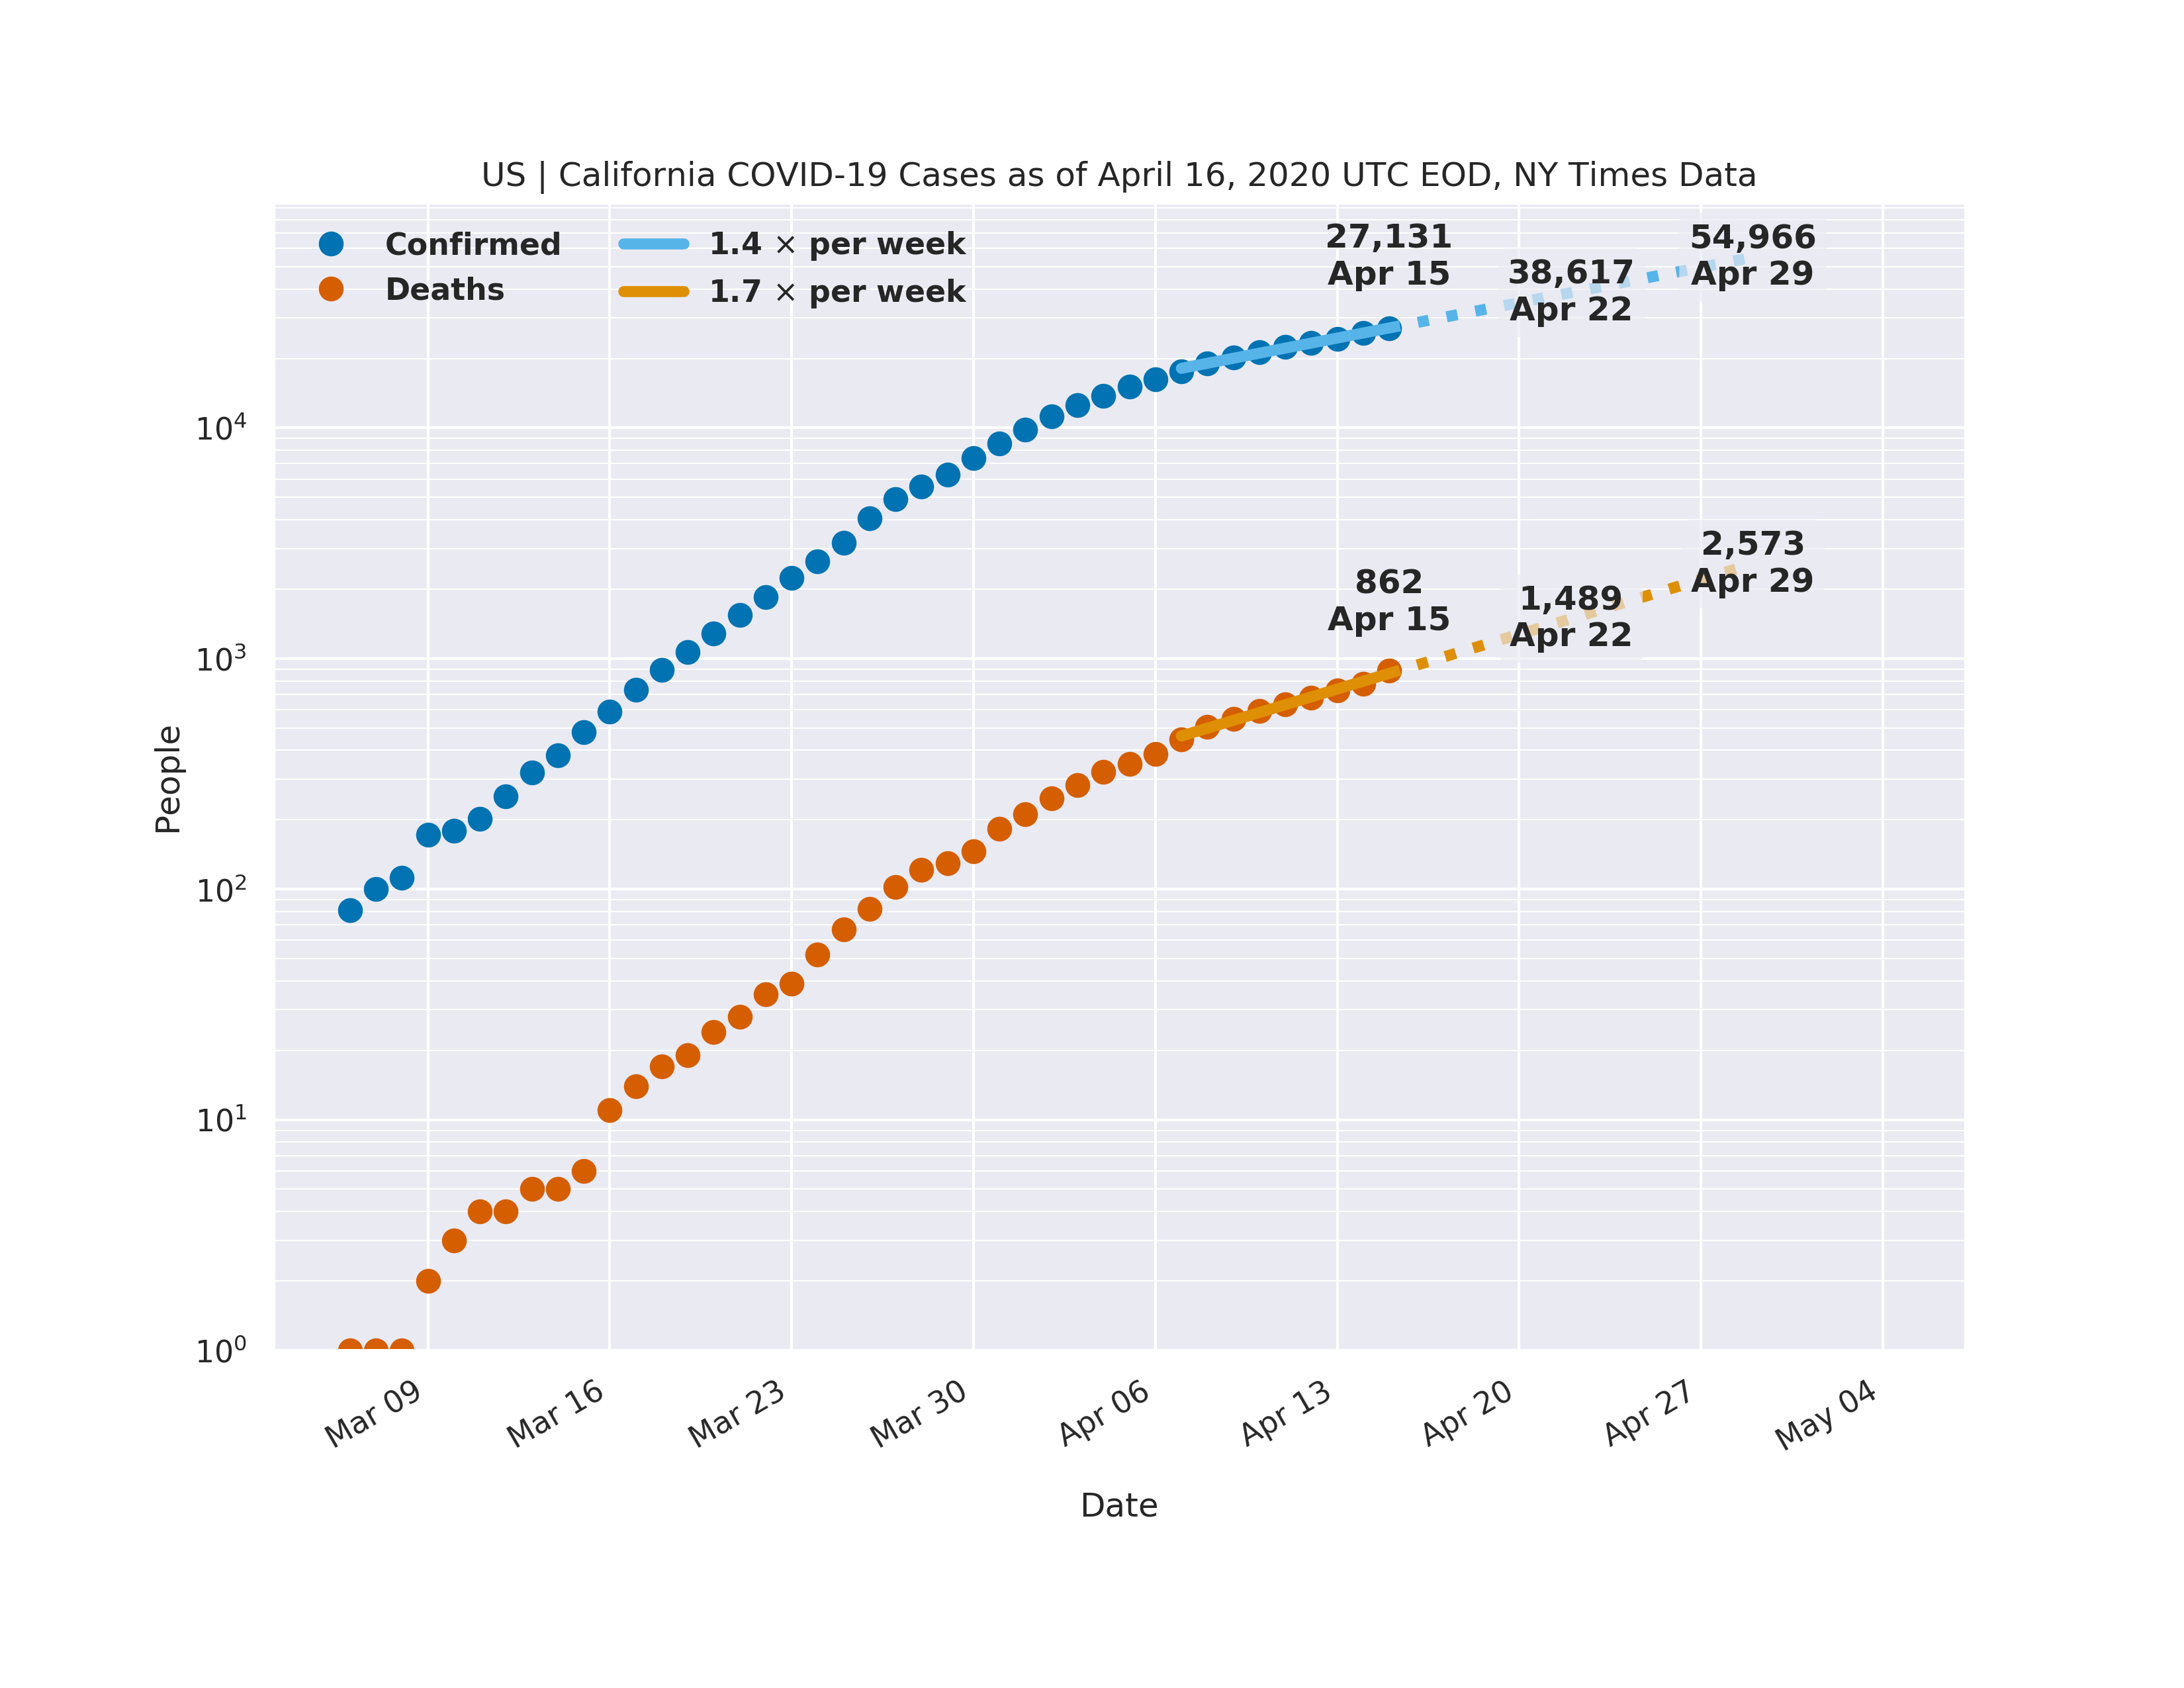 US | California COVID-19 Cases as of April 16, 2020 UTC EOD, NY Times Data
Confirmed
Deaths
1.4 × per week
1.7 × per week
27,131
Apr 15
38,617
Apr 22
54,966
Apr 29
862
Apr 15
1,489
Apr 22
2,573
Apr 29
People
10⁴
10³
10²
10¹
10⁰
Mar 09
Mar 16
Mar 23
Mar 30
Apr 06
Apr 13
Apr 20
Apr 27
May 04
Date